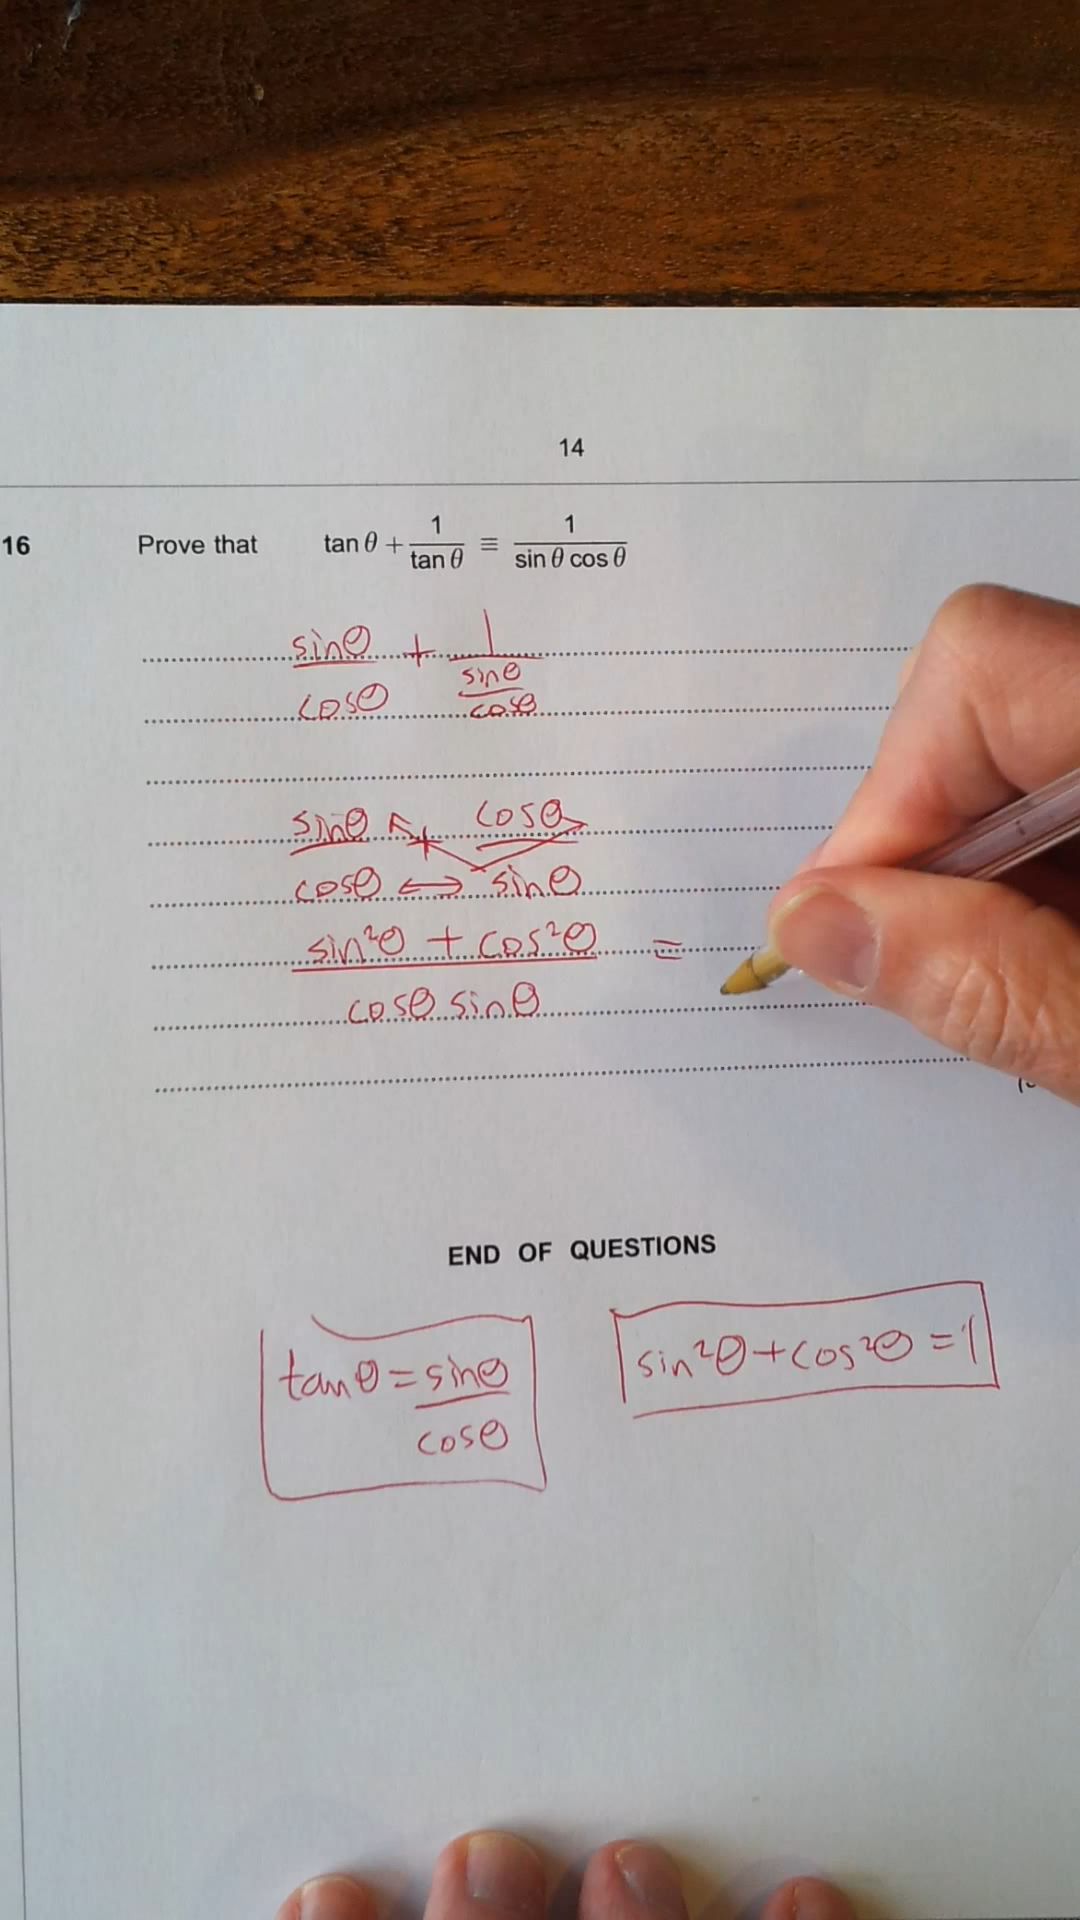 14
16 Prove that tan θ + 1/tan θ ≡ 1/sin θ cos θ
sinθ/cosθ + 1/(sinθ/cosθ)
sinθ/cosθ + cosθ/sinθ
sin²θ + cos²θ/cosθ sinθ =
END OF QUESTIONS
tanθ = sinθ/cosθ
sin²θ + cos²θ = 1